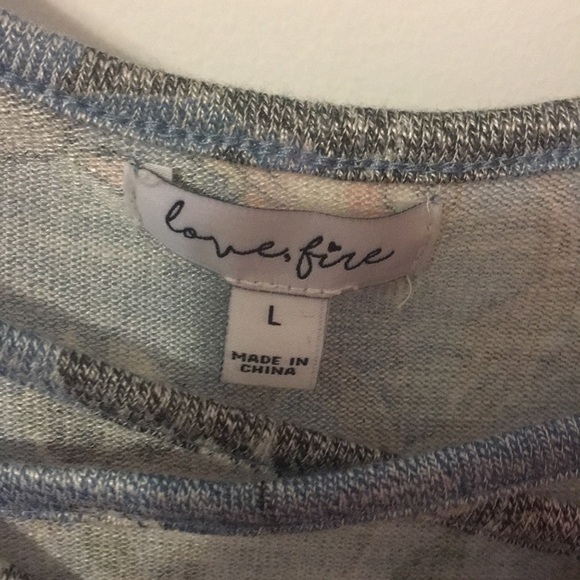 love, fire
L
MADE IN
CHINA